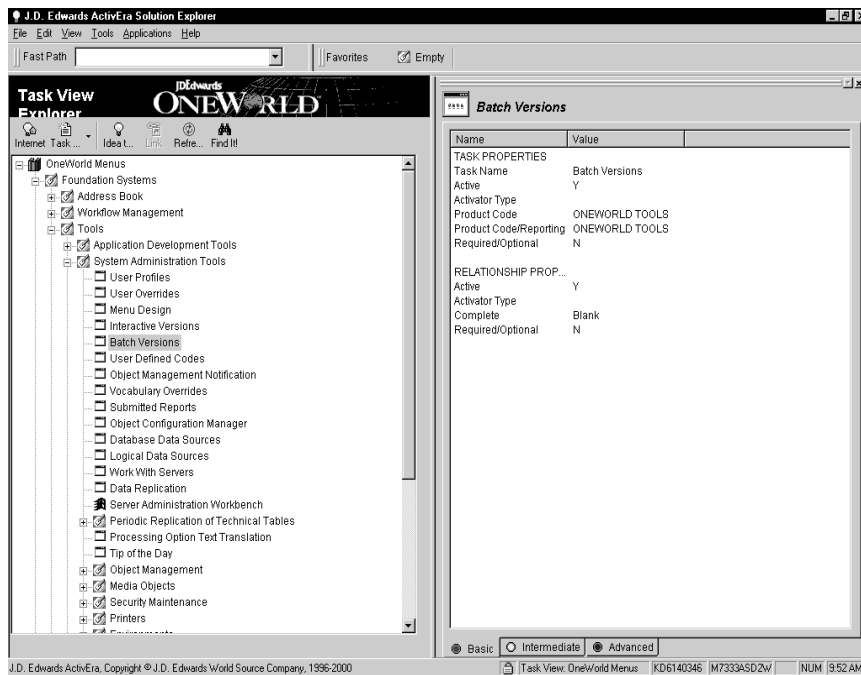 J.D. Edwards ActivEra Solution Explorer
File Edit View Tools Applications Help
Fast Path
Favorites
Empty
Task View
Explorer
JDEdwards
ONEWORLD
Internet Task ... Idea t... Link Refre... Find It!
OneWorld Menus
Foundation Systems
Address Book
Workflow Management
Tools
Application Development Tools
System Administration Tools
User Profiles
User Overrides
Menu Design
Interactive Versions
Batch Versions
User Defined Codes
Object Management Notification
Vocabulary Overrides
Submitted Reports
Object Configuration Manager
Database Data Sources
Logical Data Sources
Work With Servers
Data Replication
Server Administration Workbench
Periodic Replication of Technical Tables
Processing Option Text Translation
Tip of the Day
Object Management
Media Objects
Security Maintenance
Printers
Batch Versions
Name Value
TASK PROPERTIES
Task Name Batch Versions
Active Y
Activator Type
Product Code ONEWORLD TOOLS
Product Code/Reporting ONEWORLD TOOLS
Required/Optional N
RELATIONSHIP PROP...
Active Y
Activator Type
Complete Blank
Required/Optional N
Basic Intermediate Advanced
J.D. Edwards ActivEra, Copyright © J.D. Edwards World Source Company, 1996-2000
Task View: OneWorld Menus KD6140346 M7333ASD2W NUM 9:52 AM